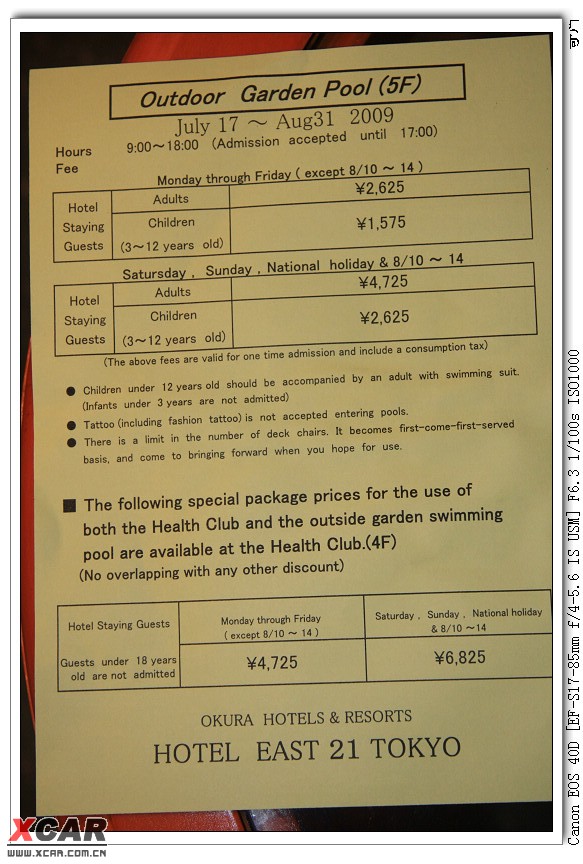 Outdoor Garden Pool (5F)
July 17 ～ Aug31 2009
Hours 9:00～18:00 (Admission accepted until 17:00)
Fee
Monday through Friday ( except 8/10 ～ 14 )
Hotel Staying Guests
Adults ¥2,625
Children (3～12 years old) ¥1,575
Satursday , Sunday , National holiday & 8/10 ～ 14
Hotel Staying Guests
Adults ¥4,725
Children (3～12 years old) ¥2,625
(The above fees are valid for one time admission and include a consumption tax)
● Children under 12 years old should be accompanied by an adult with swimming suit.
(Infants under 3 years are not admitted)
● Tattoo (including fashion tattoo) is not accepted entering pools.
● There is a limit in the number of deck chairs. It becomes first-come-first-served
basis, and come to bringing forward when you hope for use.
■ The following special package prices for the use of
both the Health Club and the outside garden swimming
pool are available at the Health Club.(4F)
(No overlapping with any other discount)
Hotel Staying Guests
Monday through Friday
( except 8/10 ～ 14 )
Saturday , Sunday , National holiday
& 8/10 ～14
Guests under 18 years
old are not admitted
¥4,725
¥6,825
OKURA HOTELS & RESORTS
HOTEL EAST 21 TOKYO
XCAR
WWW.XCAR.COM.CN
Canon EOS 40D [EF-S17-85mm f/4-5.6 IS USM] F6.3 1/100s ISO1000